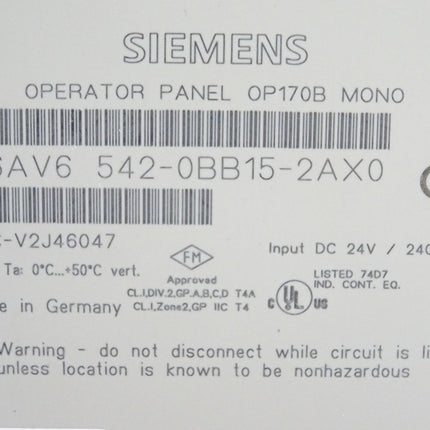 SIEMENS
OPERATOR PANEL OP170B MONO
6AV6 542-0BB15-2AX0
-V2J46047
Input DC 24V / 240
Ta: 0°C...+50°C vert.
FM
Approved
CL.I,DIV.2,GP.A,B,C,D T4A
CL.I,Zone2,GP IIC T4
c UL us
LISTED 74D7
IND. CONT. EQ.
e in Germany
Warning - do not disconnect while circuit is li
unless location is known to be nonhazardous